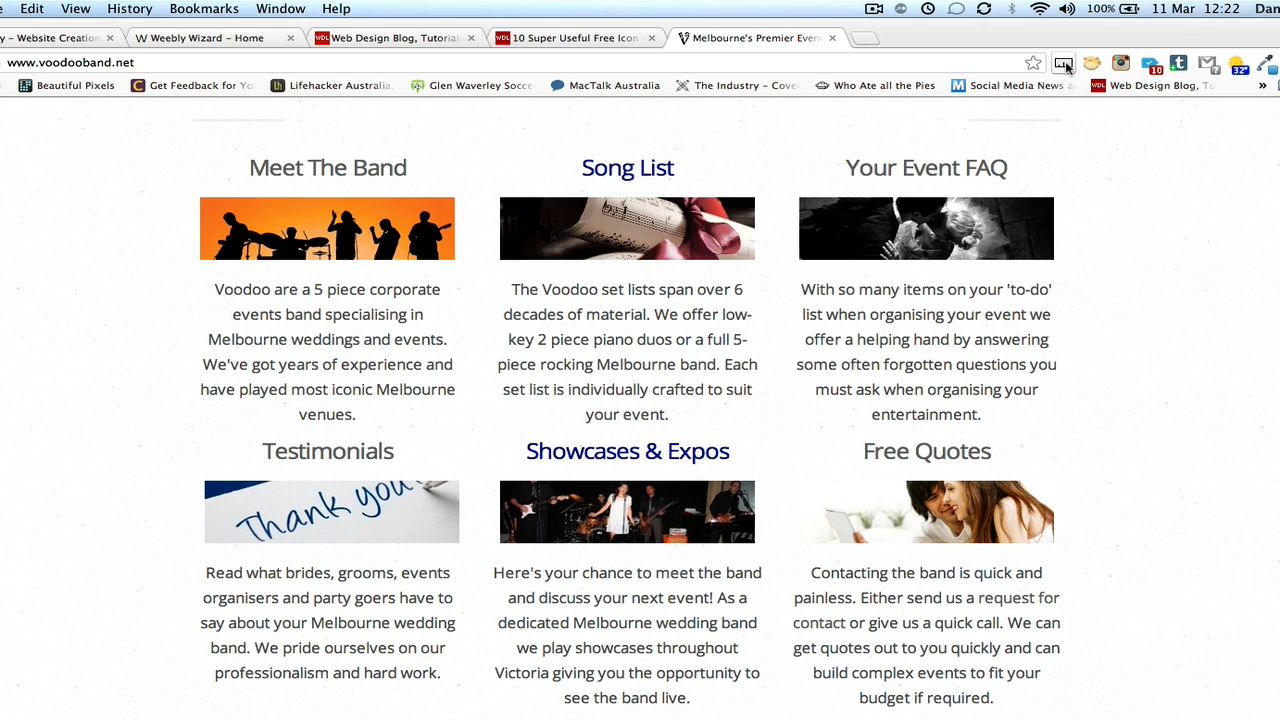 Edit View History Bookmarks Window Help 100% 11 Mar 12:22 Dan
y - Website Creation Weebly Wizard - Home Web Design Blog, Tutorials 10 Super Useful Free Icon Melbourne's Premier Event
www.voodooband.net 10 32°
Beautiful Pixels Get Feedback for Yo Lifehacker Australia, Glen Waverley Socce MacTalk Australia The Industry - Cove Who Ate all the Pies Social Media News a Web Design Blog, Tu »
Meet The Band
Voodoo are a 5 piece corporate
events band specialising in
Melbourne weddings and events.
We've got years of experience and
have played most iconic Melbourne
venues.
Song List
The Voodoo set lists span over 6
decades of material. We offer low-
key 2 piece piano duos or a full 5-
piece rocking Melbourne band. Each
set list is individually crafted to suit
your event.
Your Event FAQ
With so many items on your 'to-do'
list when organising your event we
offer a helping hand by answering
some often forgotten questions you
must ask when organising your
entertainment.
Testimonials
Thank you!
Read what brides, grooms, events
organisers and party goers have to
say about your Melbourne wedding
band. We pride ourselves on our
professionalism and hard work.
Showcases & Expos
Here's your chance to meet the band
and discuss your next event! As a
dedicated Melbourne wedding band
we play showcases throughout
Victoria giving you the opportunity to
see the band live.
Free Quotes
Contacting the band is quick and
painless. Either send us a request for
contact or give us a quick call. We can
get quotes out to you quickly and can
build complex events to fit your
budget if required.